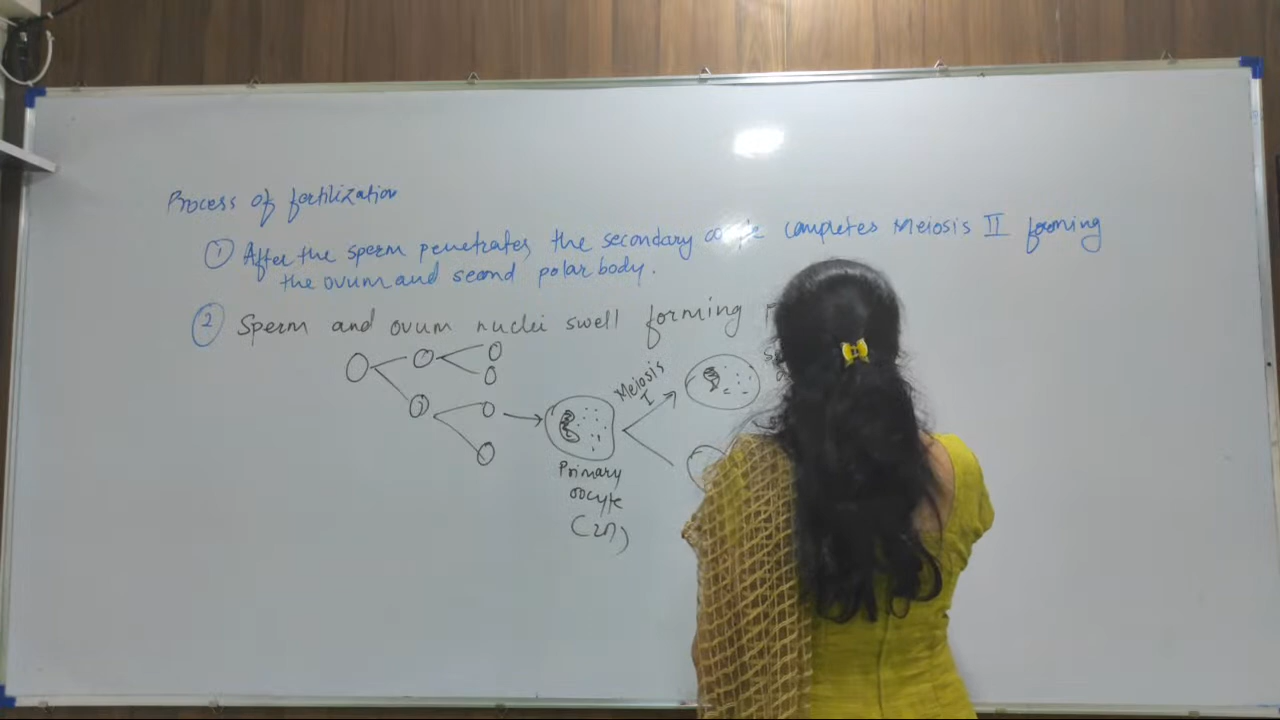 Process of fertilization
① After the sperm penetrates, the secondary completes Meiosis II forming
the ovum and second polar body.
② Sperm and ovum nuclei swell forming
Meiosis
I
Primary
oocyte
(2n)